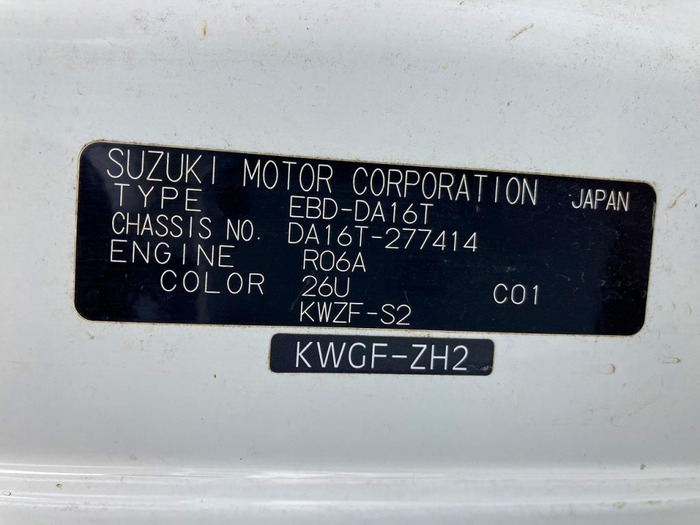 SUZUKI MOTOR CORPORATION JAPAN
TYPE EBD-DA16T
CHASSIS NO. DA16T-277414
ENGINE R06A
COLOR 26U C01
KWZF-S2
KWGF-ZH2